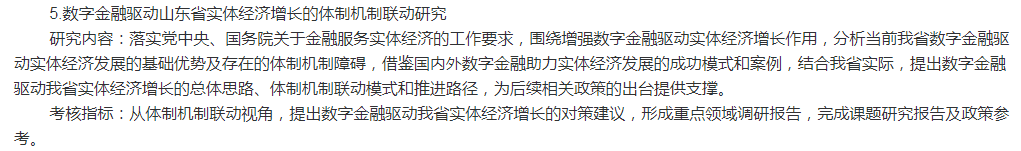 5.数字金融驱动山东省实体经济增长的体制机制联动研究
研究内容：落实党中央、国务院关于金融服务实体经济的工作要求，围绕增强数字金融驱动实体经济增长作用，分析当前我省数字金融驱
动实体经济发展的基础优势及存在的体制机制障碍，借鉴国内外数字金融助力实体经济发展的成功模式和案例，结合我省实际，提出数字金融
驱动我省实体经济增长的总体思路、体制机制联动模式和推进路径，为后续相关政策的出台提供支撑。
考核指标：从体制机制联动视角，提出数字金融驱动我省实体经济增长的对策建议，形成重点领域调研报告，完成课题研究报告及政策参
考。